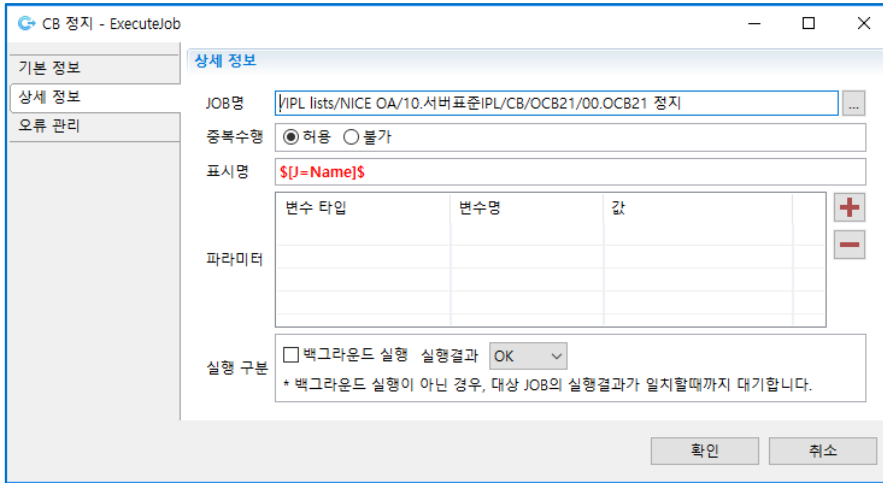 CB 정지 - ExecuteJob
기본 정보
상세 정보
오류 관리
상세 정보
JOB명 /IPL lists/NICE OA/10.서버표준IPL/CB/OCB21/00.OCB21 정지 ...
중복수행 허용 불가
표시명 $[J=Name]$
변수 타입 변수명 값
파라미터
실행 구분 백그라운드 실행 실행결과 OK
* 백그라운드 실행이 아닌 경우, 대상 JOB의 실행결과가 일치할때까지 대기합니다.
확인 취소